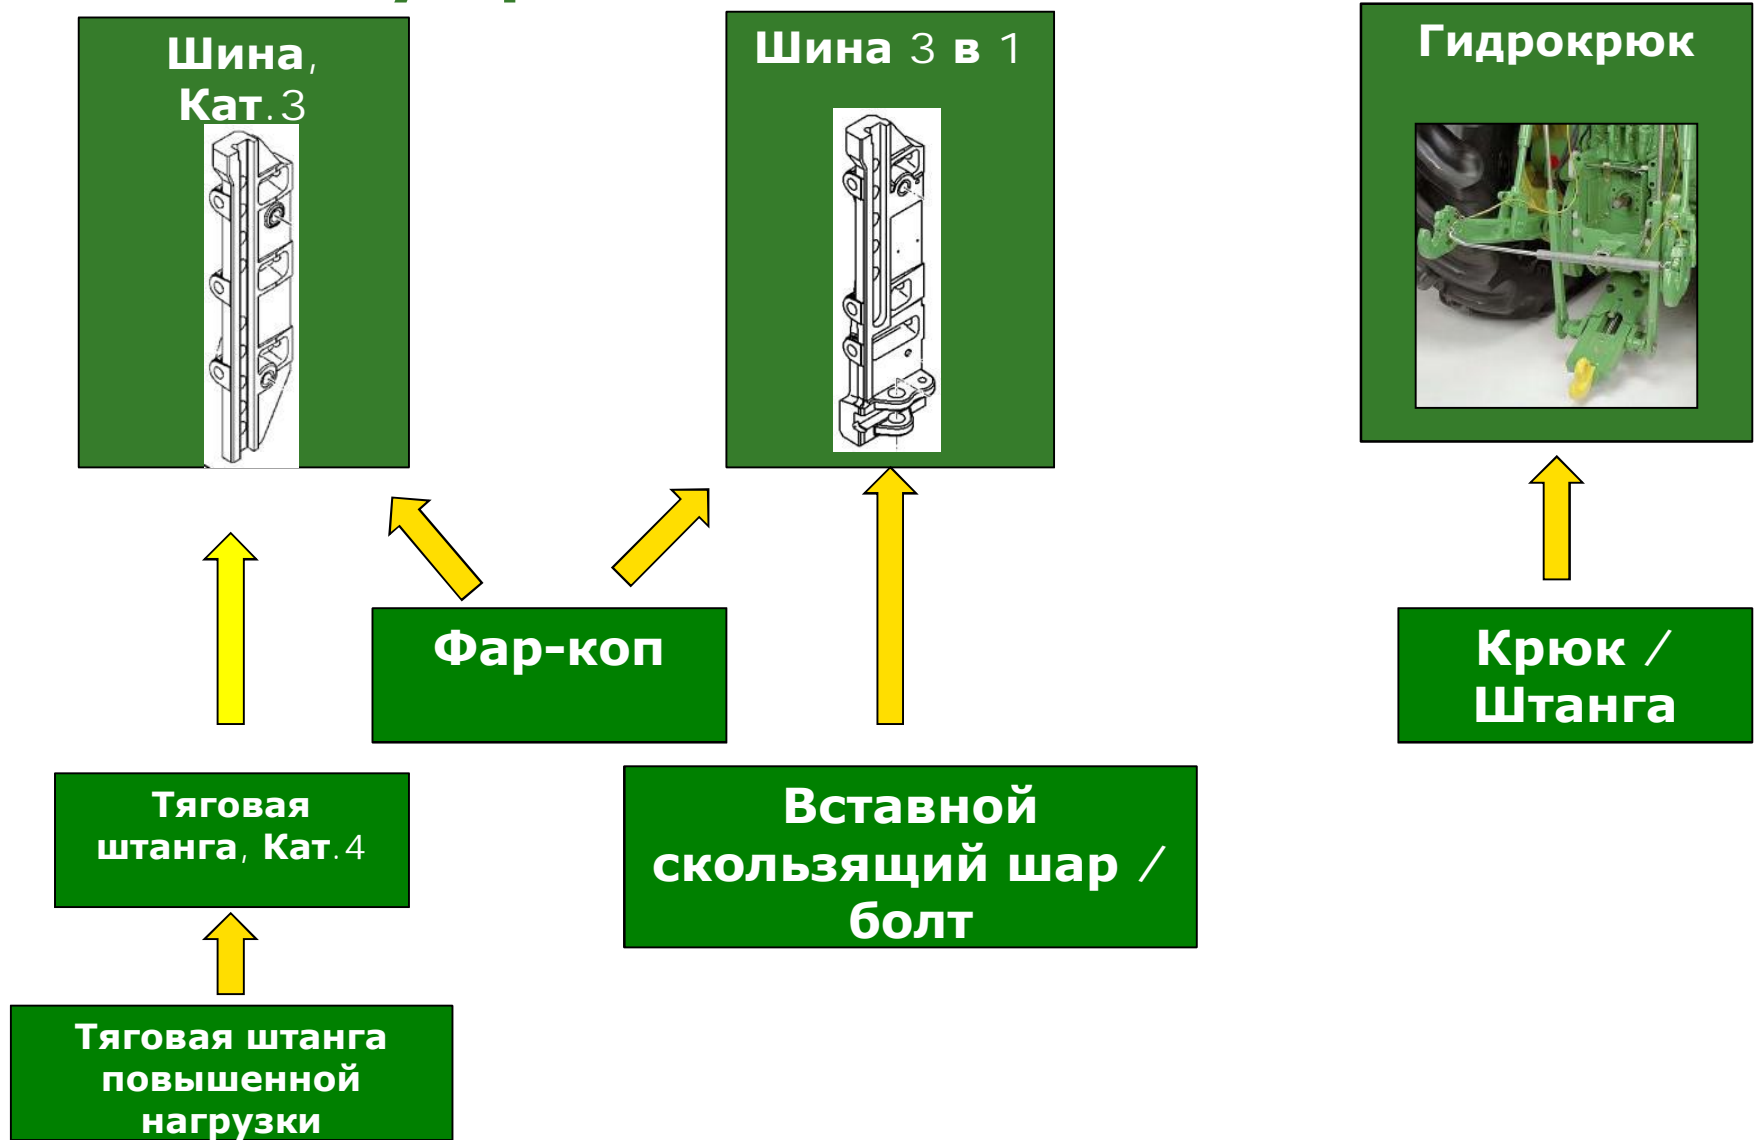 Шина,
Кат.3
Шина 3 в 1
Гидрокрюк
Фар-коп
Крюк /
Штанга
Тяговая
штанга, Кат.4
Вставной
скользящий шар /
болт
Тяговая штанга
повышенной
нагрузки